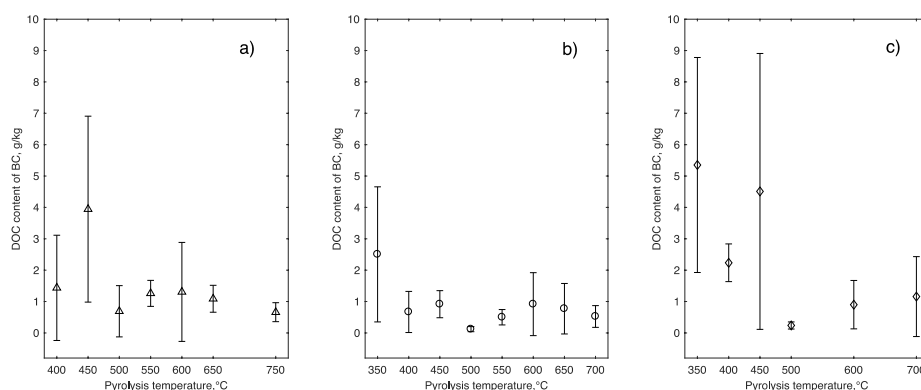 a)
DOC content of BC, g/kg
10
9
8
7
6
5
4
3
2
1
0
400 450 500 550 600 650 750
Pyrolysis temperature,°C
b)
DOC content of BC, g/kg
10
9
8
7
6
5
4
3
2
1
0
350 400 450 500 550 600 650 700
Pyrolysis temperature,°C
c)
DOC content of BC, g/kg
10
9
8
7
6
5
4
3
2
1
0
350 400 450 500 600 700
Pyrolysis temperature,°C